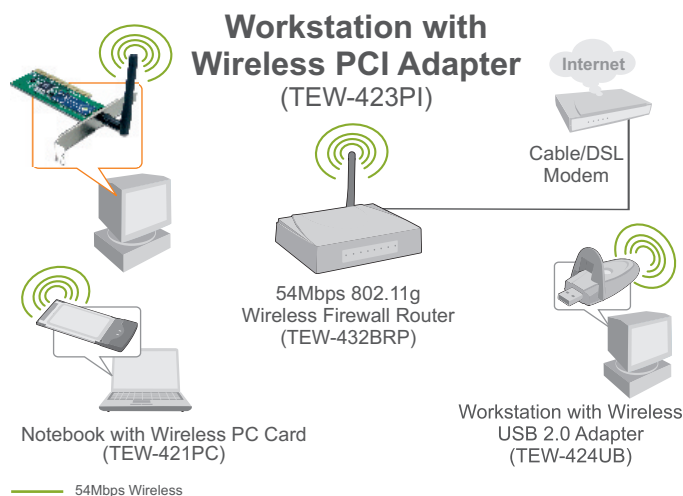 Workstation with
Wireless PCI Adapter
(TEW-423PI)
Internet
Cable/DSL
Modem
54Mbps 802.11g
Wireless Firewall Router
(TEW-432BRP)
Notebook with Wireless PC Card
(TEW-421PC)
Workstation with Wireless
USB 2.0 Adapter
(TEW-424UB)
54Mbps Wireless